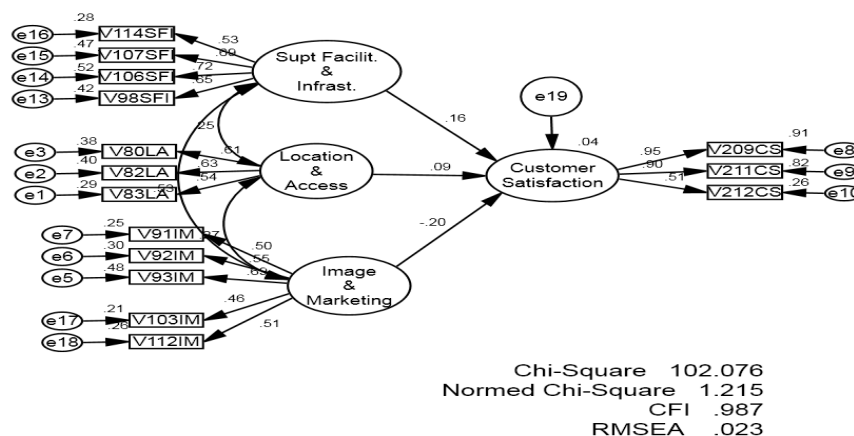 .28
e16 V114SFI .53
.47
e15 V107SFI .69
.52
e14 V106SFI .72
.42
e13 V98SFI .65
Supt Facilit.
&
Infrast.
.25
.16
e19
.04
.38
e3 V80LA .61
.40
e2 V82LA .63
.29
e1 V83LA .54
Location
&
Access
.09
.53
Customer
Satisfaction
.95 V209CS .91 e8
.90 V211CS .82 e9
.51 V212CS .26 e10
.25
e7 V91IM .50
.30
e6 V92IM .55
.48
e5 V93IM .69
.21
e17 V103IM .46
.26
e18 V112IM .51
Image
&
Marketing
-.20
Chi-Square 102.076
Normed Chi-Square 1.215
CFI .987
RMSEA .023